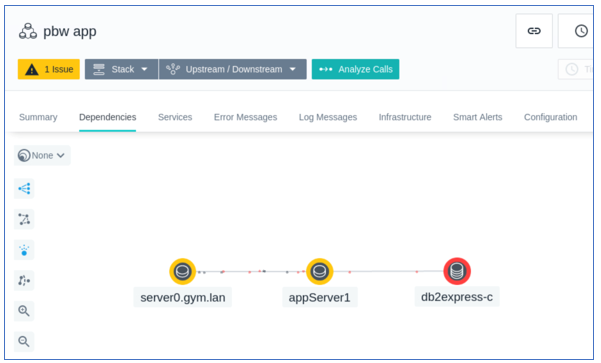 pbw app
1 Issue Stack Upstream / Downstream Analyze Calls
Summary Dependencies Services Error Messages Log Messages Infrastructure Smart Alerts Configuration
None
server0.gym.lan appServer1 db2express-c